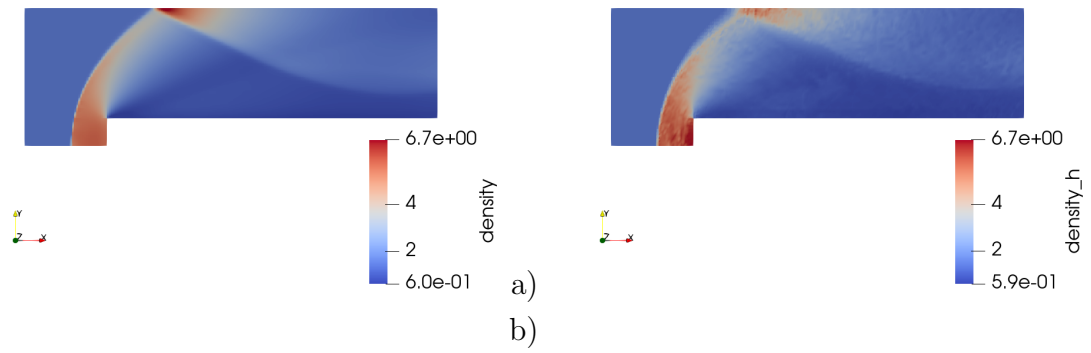 6.7e+00
4
2
6.0e-01
density
Y
Z
X
6.7e+00
4
2
5.9e-01
density_h
Y
Z
X
a)
b)